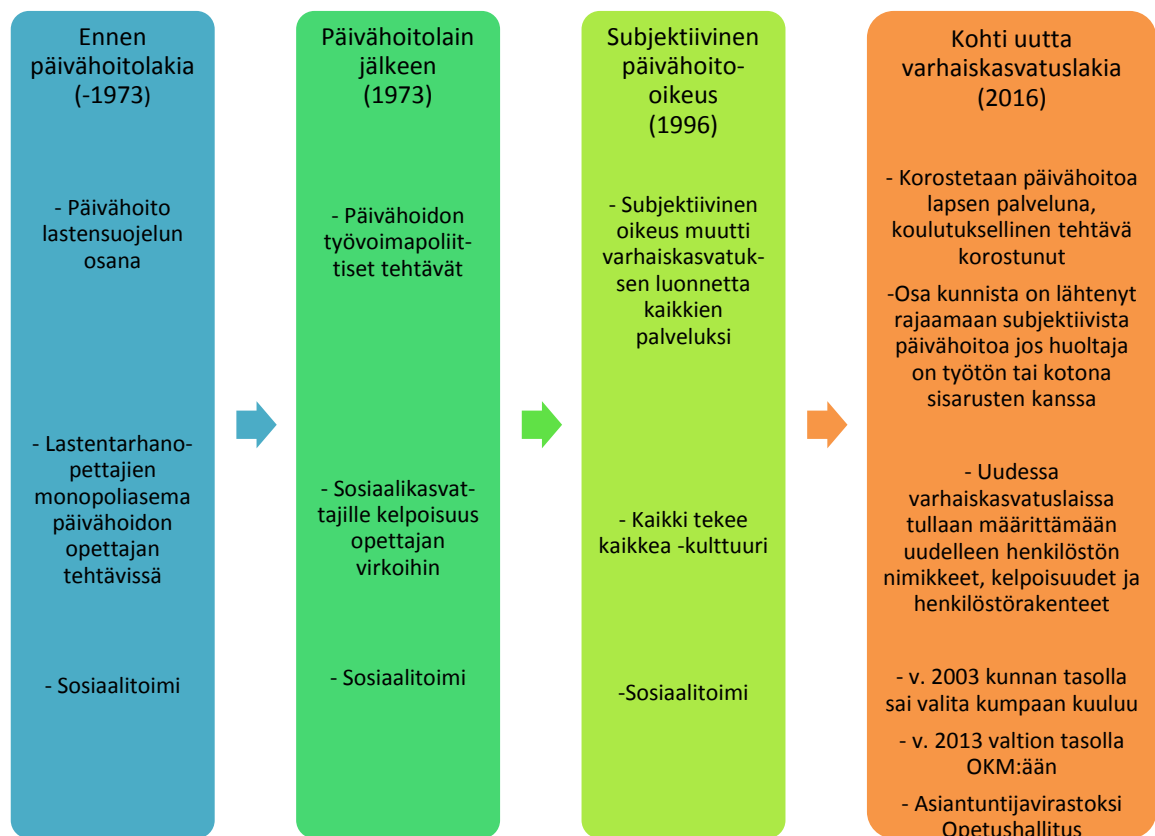 Ennen
päivähoitolakia
(-1973)
- Päivähoito
lastensuojelun
osana
- Lastentarhano-
pettajien
monopoliasema
päivähoidon
opettajan
tehtävissä
- Sosiaalitoimi
Päivähoitolain
jälkeen
(1973)
- Päivähoidon
työvoimapoliit-
tiset tehtävät
- Sosiaalikasvat-
tajille kelpoisuus
opettajan
virkoihin
- Sosiaalitoimi
Subjektiivinen
päivähoito-
oikeus
(1996)
- Subjektiivinen
oikeus muutti
varhaiskasvatuk-
sen luonnetta
kaikkien
palveluksi
- Kaikki tekee
kaikkea -kulttuuri
-Sosiaalitoimi
Kohti uutta
varhaiskasvatuslakia
(2016)
- Korostetaan päivähoitoa
lapsen palveluna,
koulutuksellinen tehtävä
korostunut
-Osa kunnista on lähtenyt
rajaamaan subjektiivista
päivähoitoa jos huoltaja
on työtön tai kotona
sisarusten kanssa
- Uudessa
varhaiskasvatuslaissa
tullaan määrittämään
uudelleen henkilöstön
nimikkeet, kelpoisuudet ja
henkilöstörakenteet
- v. 2003 kunnan tasolla
sai valita kumpaan kuuluu
- v. 2013 valtion tasolla
OKM:ään
- Asiantuntijavirastoksi
Opetushallitus